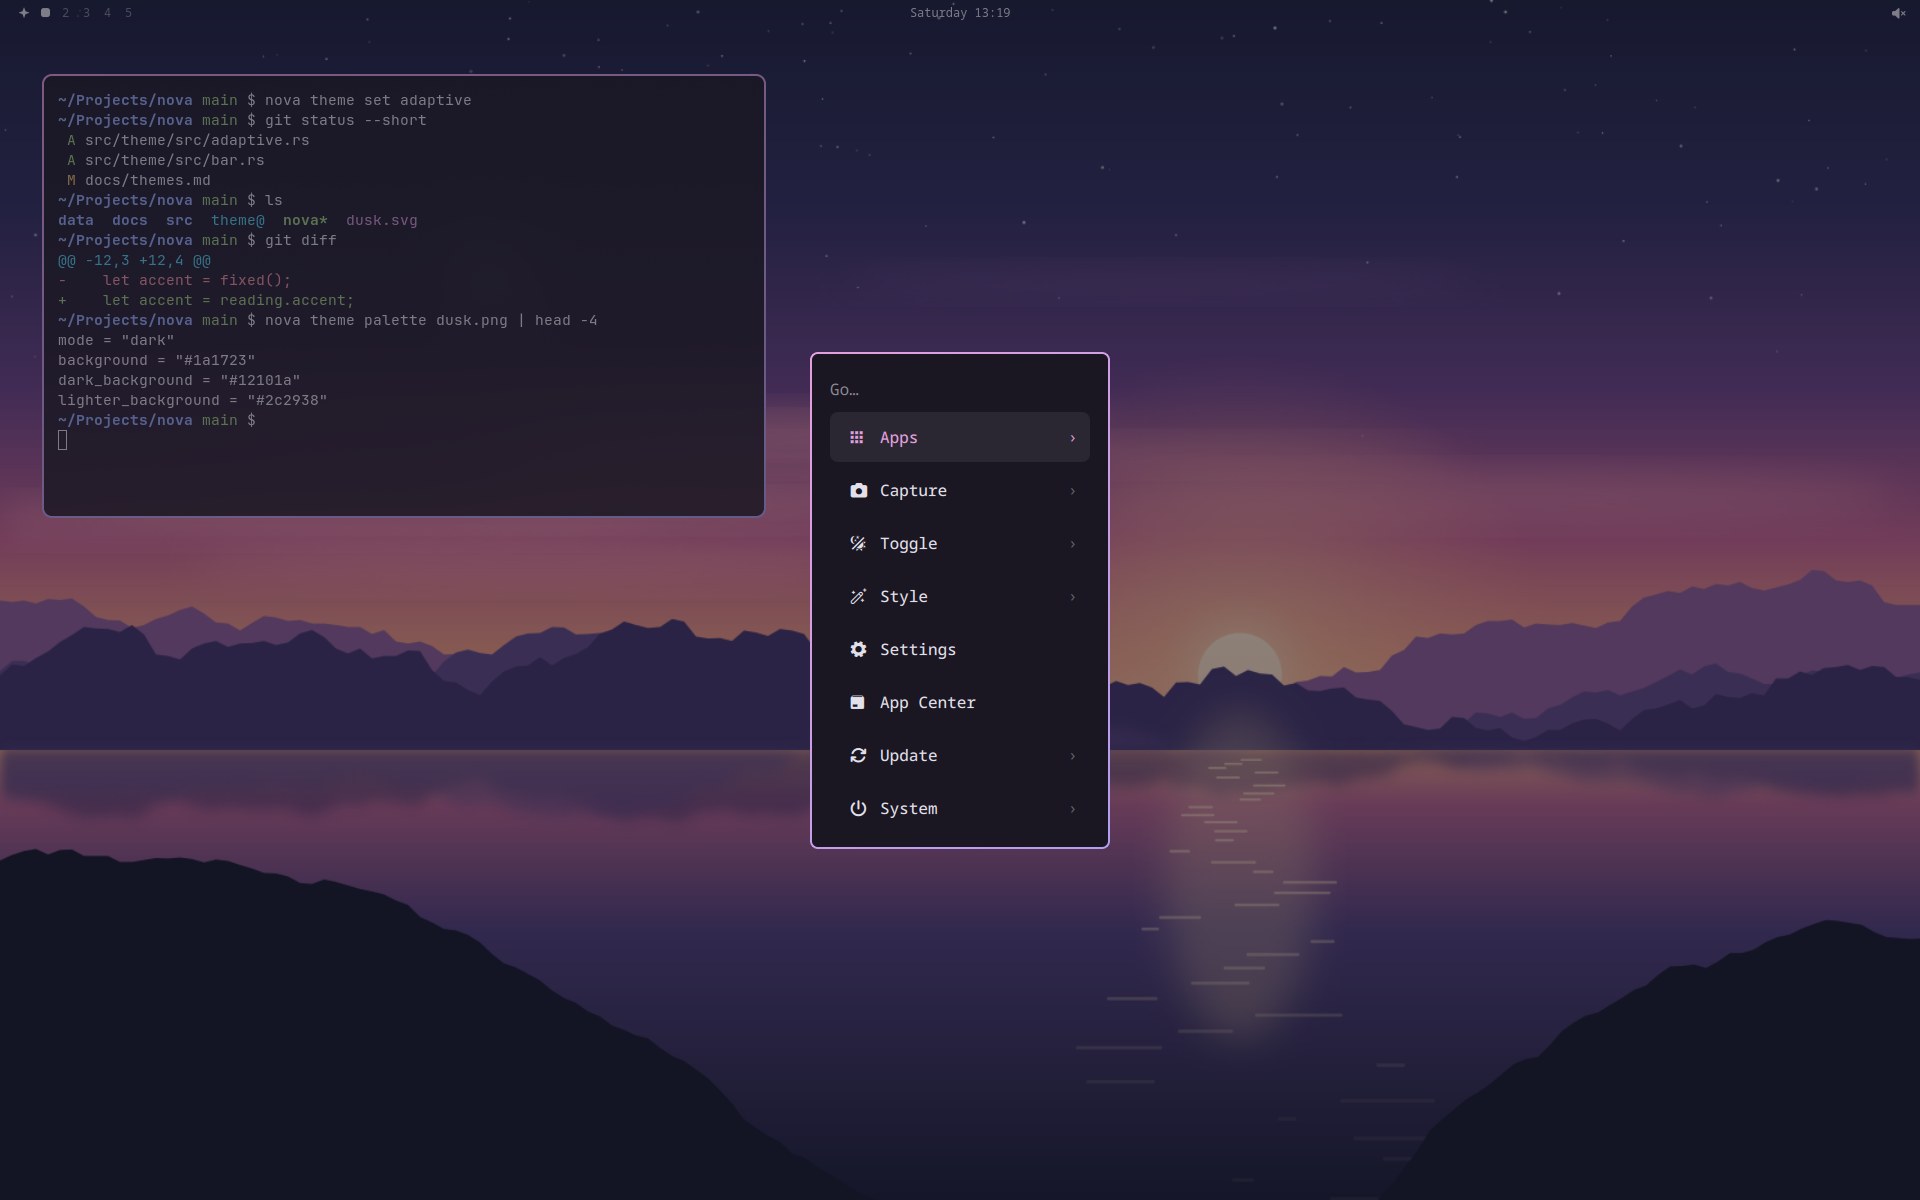 2 3 4 5
Saturday 13:19
~/Projects/nova main $ nova theme set adaptive
~/Projects/nova main $ git status --short
A src/theme/src/adaptive.rs
A src/theme/src/bar.rs
M docs/themes.md
~/Projects/nova main $ ls
data  docs  src  theme@  nova*  dusk.svg
~/Projects/nova main $ git diff
@@ -12,3 +12,4 @@
-    let accent = fixed();
+    let accent = reading.accent;
~/Projects/nova main $ nova theme palette dusk.png | head -4
mode = "dark"
background = "#1a1723"
dark_background = "#12101a"
lighter_background = "#2c2938"
~/Projects/nova main $
Go…
Apps ›
Capture ›
Toggle ›
Style ›
Settings
App Center
Update ›
System ›